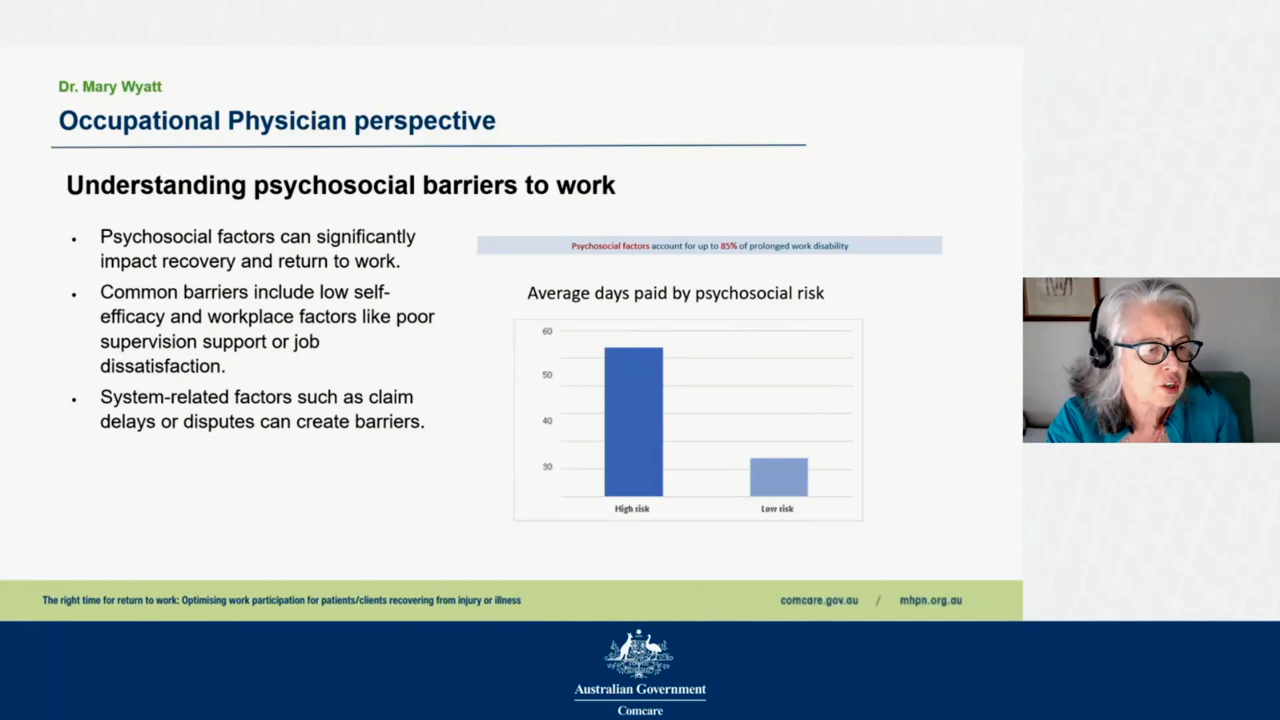 Dr. Mary Wyatt
Occupational Physician perspective
Understanding psychosocial barriers to work
• Psychosocial factors can significantly
impact recovery and return to work.
• Common barriers include low self-
efficacy and workplace factors like poor
supervision support or job
dissatisfaction.
• System-related factors such as claim
delays or disputes can create barriers.
Psychosocial factors account for up to 85% of prolonged work disability
Average days paid by psychosocial risk
60
50
40
30
High risk
Low risk
The right time for return to work: Optimising work participation for patients/clients recovering from injury or illness
comcare.gov.au / mhpn.org.au
Australian Government
Comcare